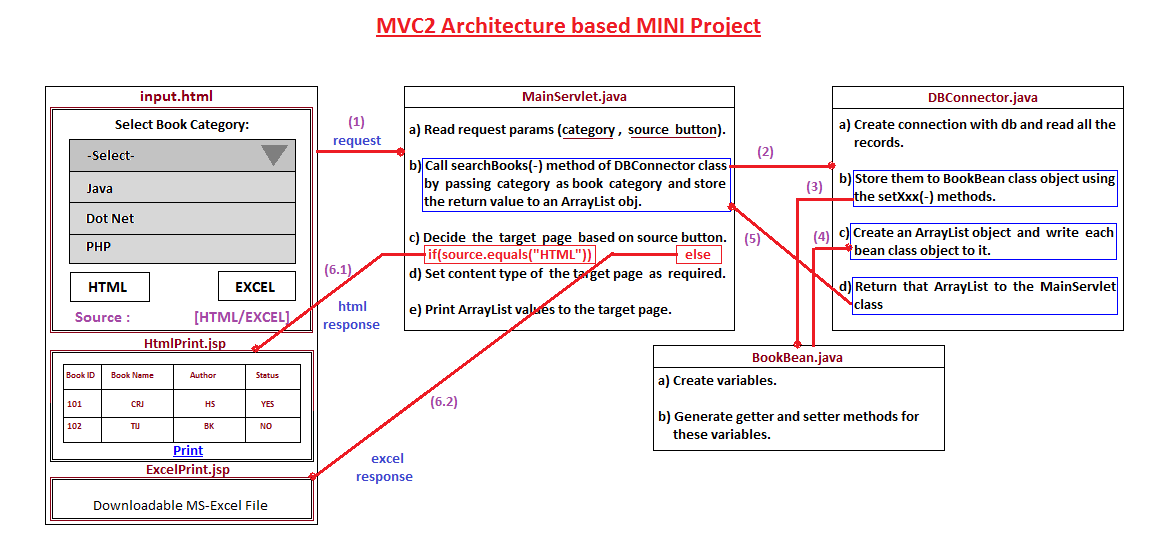 MVC2 Architecture based MINI Project
input.html
Select Book Category:
-Select-
Java
Dot Net
PHP
HTML
EXCEL
Source :
[HTML/EXCEL]
HtmlPrint.jsp
Book ID
Book Name
Author
Status
101
CRJ
HS
YES
102
TIJ
BK
NO
Print
ExcelPrint.jsp
Downloadable MS-Excel File
(1)
request
MainServlet.java
a) Read request params (category , source button).
b) Call searchBooks(-) method of DBConnector class
by passing category as book category and store
the return value to an ArrayList obj.
c) Decide the target page based on source button.
if(source.equals("HTML"))
else
d) Set content type of the target page as required.
e) Print ArrayList values to the target page.
(6.1)
html
response
(6.2)
excel
response
(2)
(3)
(4)
(5)
DBConnector.java
a) Create connection with db and read all the
records.
b) Store them to BookBean class object using
the setXxx(-) methods.
c) Create an ArrayList object and write each
bean class object to it.
d) Return that ArrayList to the MainServlet
class
BookBean.java
a) Create variables.
b) Generate getter and setter methods for
these variables.